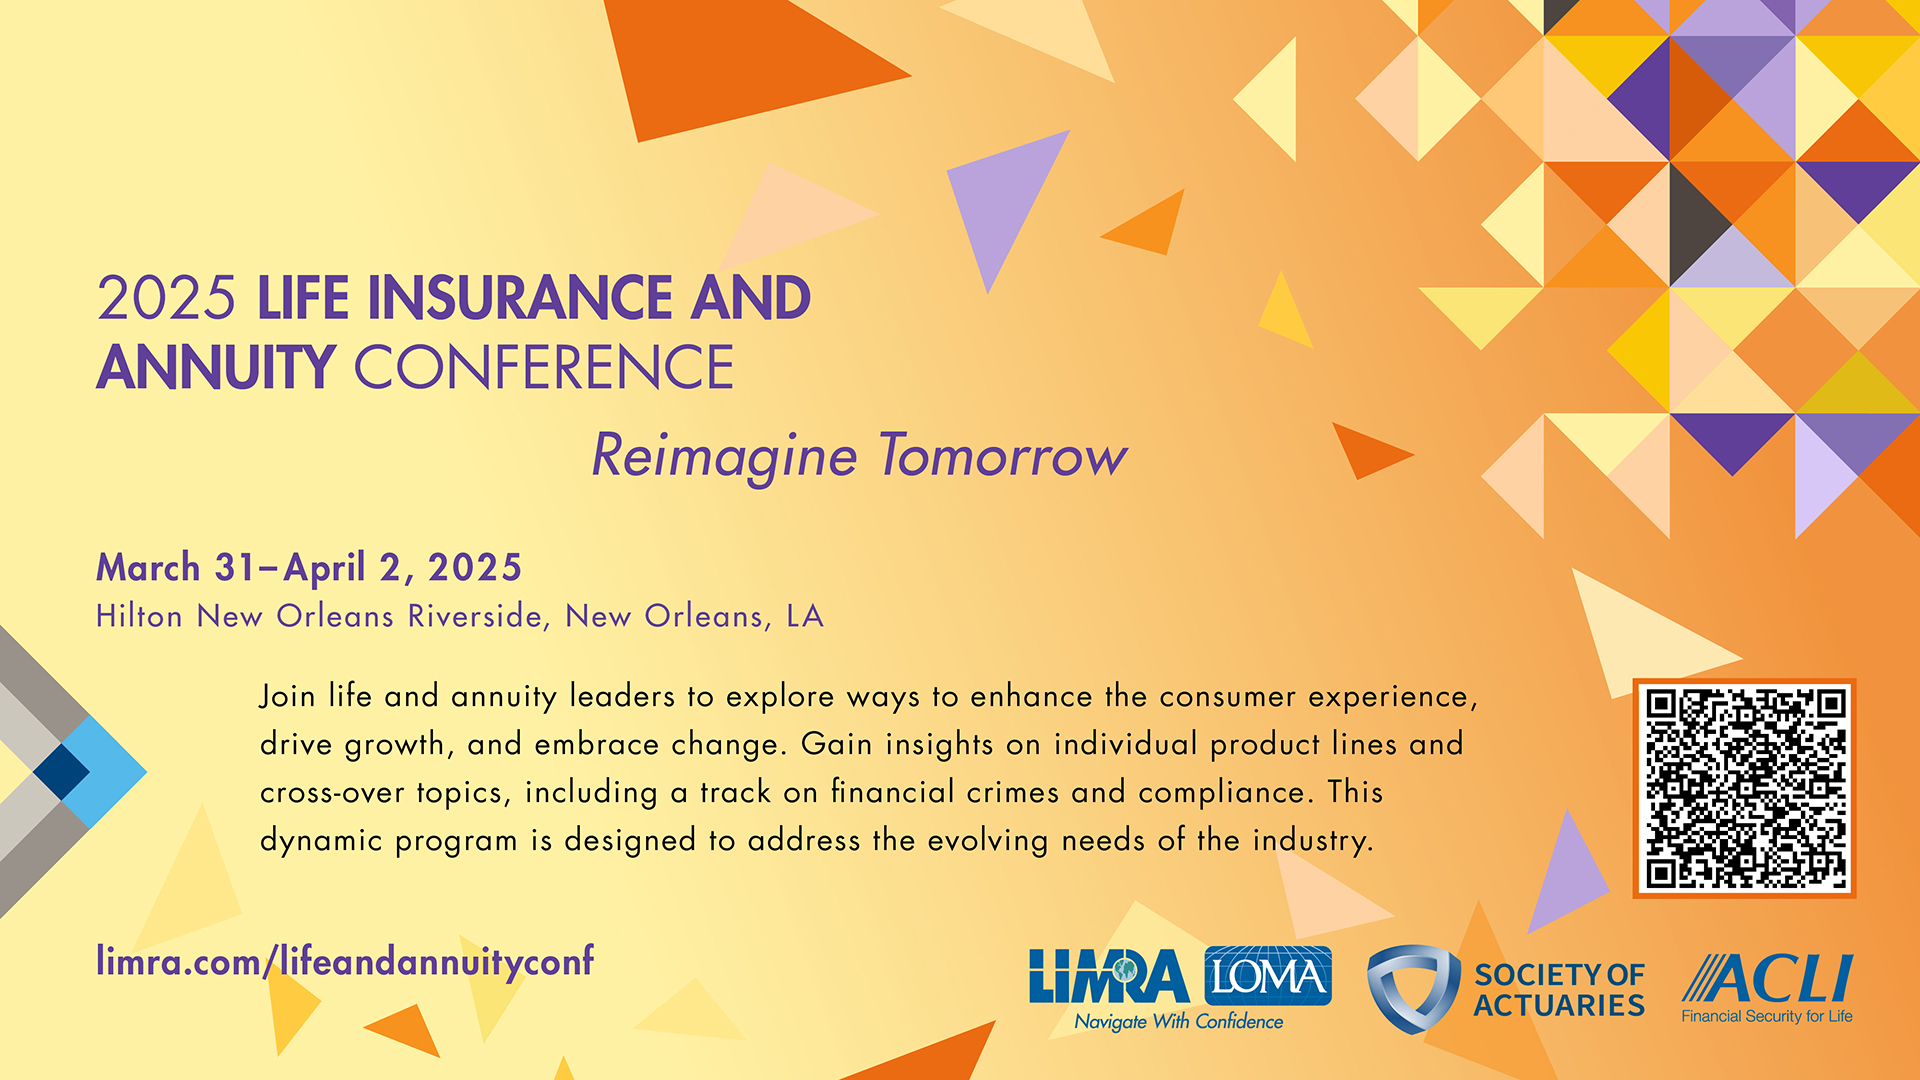 2025 LIFE INSURANCE AND
ANNUITY CONFERENCE
Reimagine Tomorrow
March 31–April 2, 2025
Hilton New Orleans Riverside, New Orleans, LA
Join life and annuity leaders to explore ways to enhance the consumer experience,
drive growth, and embrace change. Gain insights on individual product lines and
cross-over topics, including a track on financial crimes and compliance. This
dynamic program is designed to address the evolving needs of the industry.
limra.com/lifeandannuityconf
LIMRA LOMA
Navigate With Confidence
SOCIETY OF
ACTUARIES
ACLI
Financial Security for Life